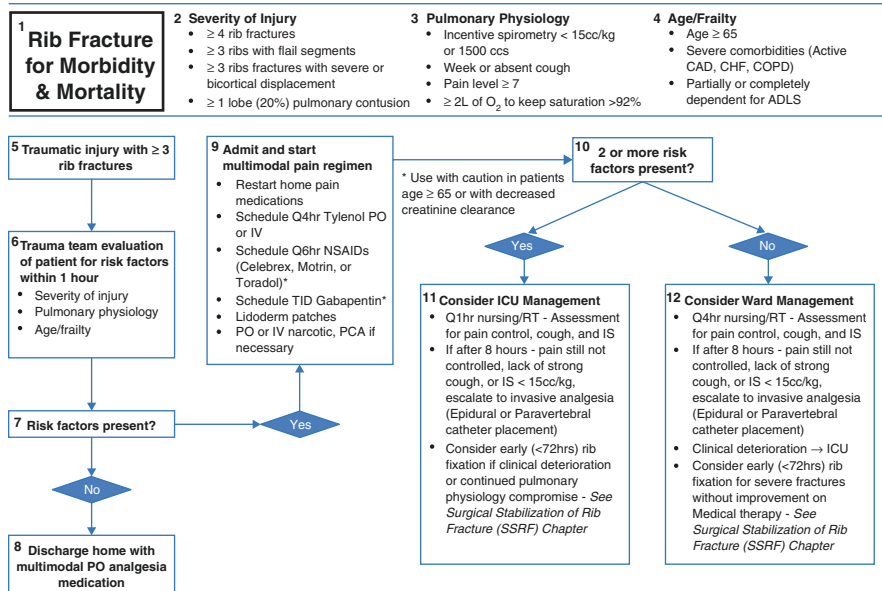 1 Rib Fracture
for Morbidity
& Mortality
2 Severity of Injury
• ≥ 4 rib fractures
• ≥ 3 ribs with flail segments
• ≥ 3 ribs fractures with severe or
bicortical displacement
• ≥ 1 lobe (20%) pulmonary contusion
3 Pulmonary Physiology
• Incentive spirometry < 15cc/kg
or 1500 ccs
• Week or absent cough
• Pain level ≥ 7
• ≥ 2L of O2 to keep saturation >92%
4 Age/Frailty
• Age ≥ 65
• Severe comorbidities (Active
CAD, CHF, COPD)
• Partially or completely
dependent for ADLS
5 Traumatic injury with ≥ 3
rib fractures
6 Trauma team evaluation
of patient for risk factors
within 1 hour
• Severity of injury
• Pulmonary physiology
• Age/frailty
7 Risk factors present?
Yes
No
8 Discharge home with
multimodal PO analgesia
medication
9 Admit and start
multimodal pain regimen
• Restart home pain
medications
• Schedule Q4hr Tylenol PO
or IV
• Schedule Q6hr NSAIDs
(Celebrex, Motrin, or
Toradol)*
• Schedule TID Gabapentin*
• Lidoderm patches
• PO or IV narcotic, PCA if
necessary
* Use with caution in patients
age ≥ 65 or with decreased
creatinine clearance
10 2 or more risk
factors present?
Yes
No
11 Consider ICU Management
• Q1hr nursing/RT - Assessment
for pain control, cough, and IS
• If after 8 hours - pain still not
controlled, lack of strong
cough, or IS < 15cc/kg,
escalate to invasive analgesia
(Epidural or Paravertebral
catheter placement)
• Consider early (<72hrs) rib
fixation if clinical deterioration
or continued pulmonary
physiology compromise - See
Surgical Stabilization of Rib
Fracture (SSRF) Chapter
12 Consider Ward Management
• Q4hr nursing/RT - Assessment
for pain control, cough, and IS
• If after 8 hours - pain still not
controlled, lack of strong
cough, or IS < 15cc/kg,
escalate to invasive analgesia
(Epidural or Paravertebral
catheter placement)
• Clinical deterioration → ICU
• Consider early (<72hrs) rib
fixation for severe fractures
without improvement on
Medical therapy - See
Surgical Stabilization of Rib
Fracture (SSRF) Chapter